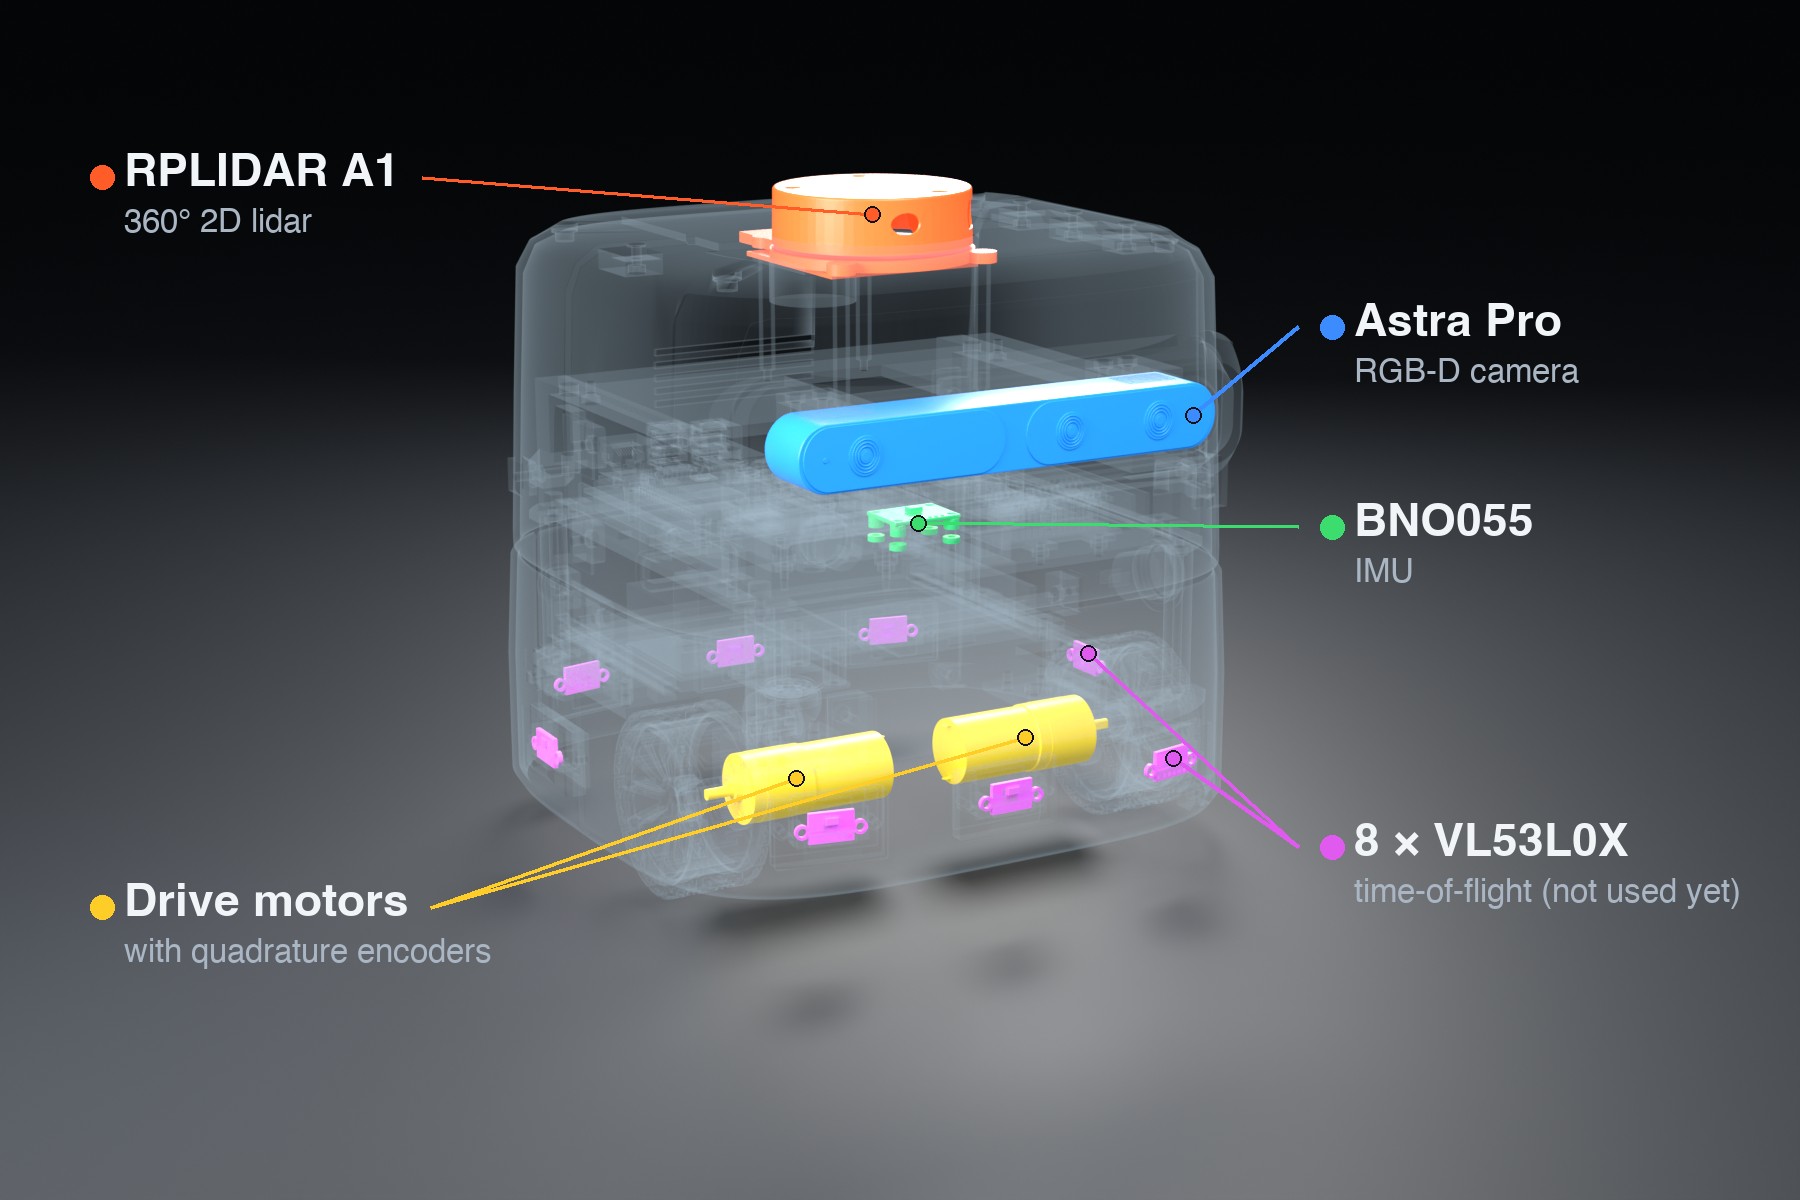 RPLIDAR A1
360° 2D lidar
Astra Pro
RGB-D camera
BNO055
IMU
8 × VL53L0X
time-of-flight (not used yet)
Drive motors
with quadrature encoders